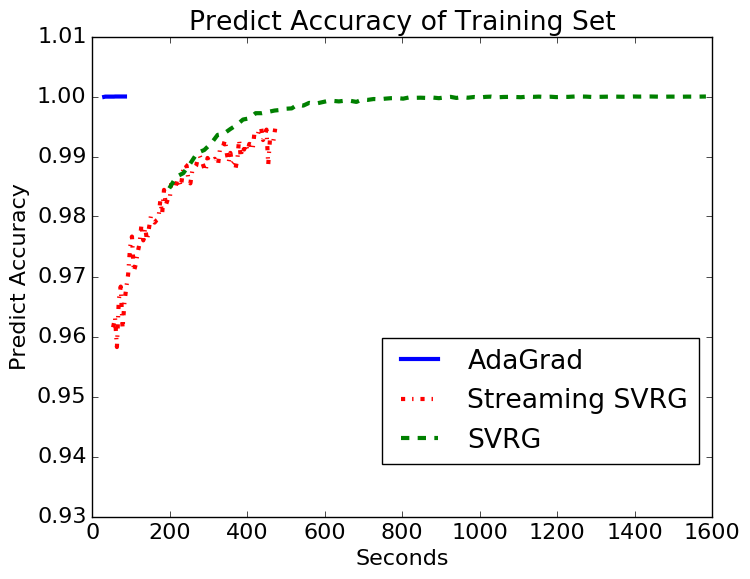 Predict Accuracy of Training Set
1.01
1.00
0.99
0.98
0.97
0.96
0.95
0.94
0.93
Predict Accuracy
AdaGrad
Streaming SVRG
SVRG
0 200 400 600 800 1000 1200 1400 1600
Seconds